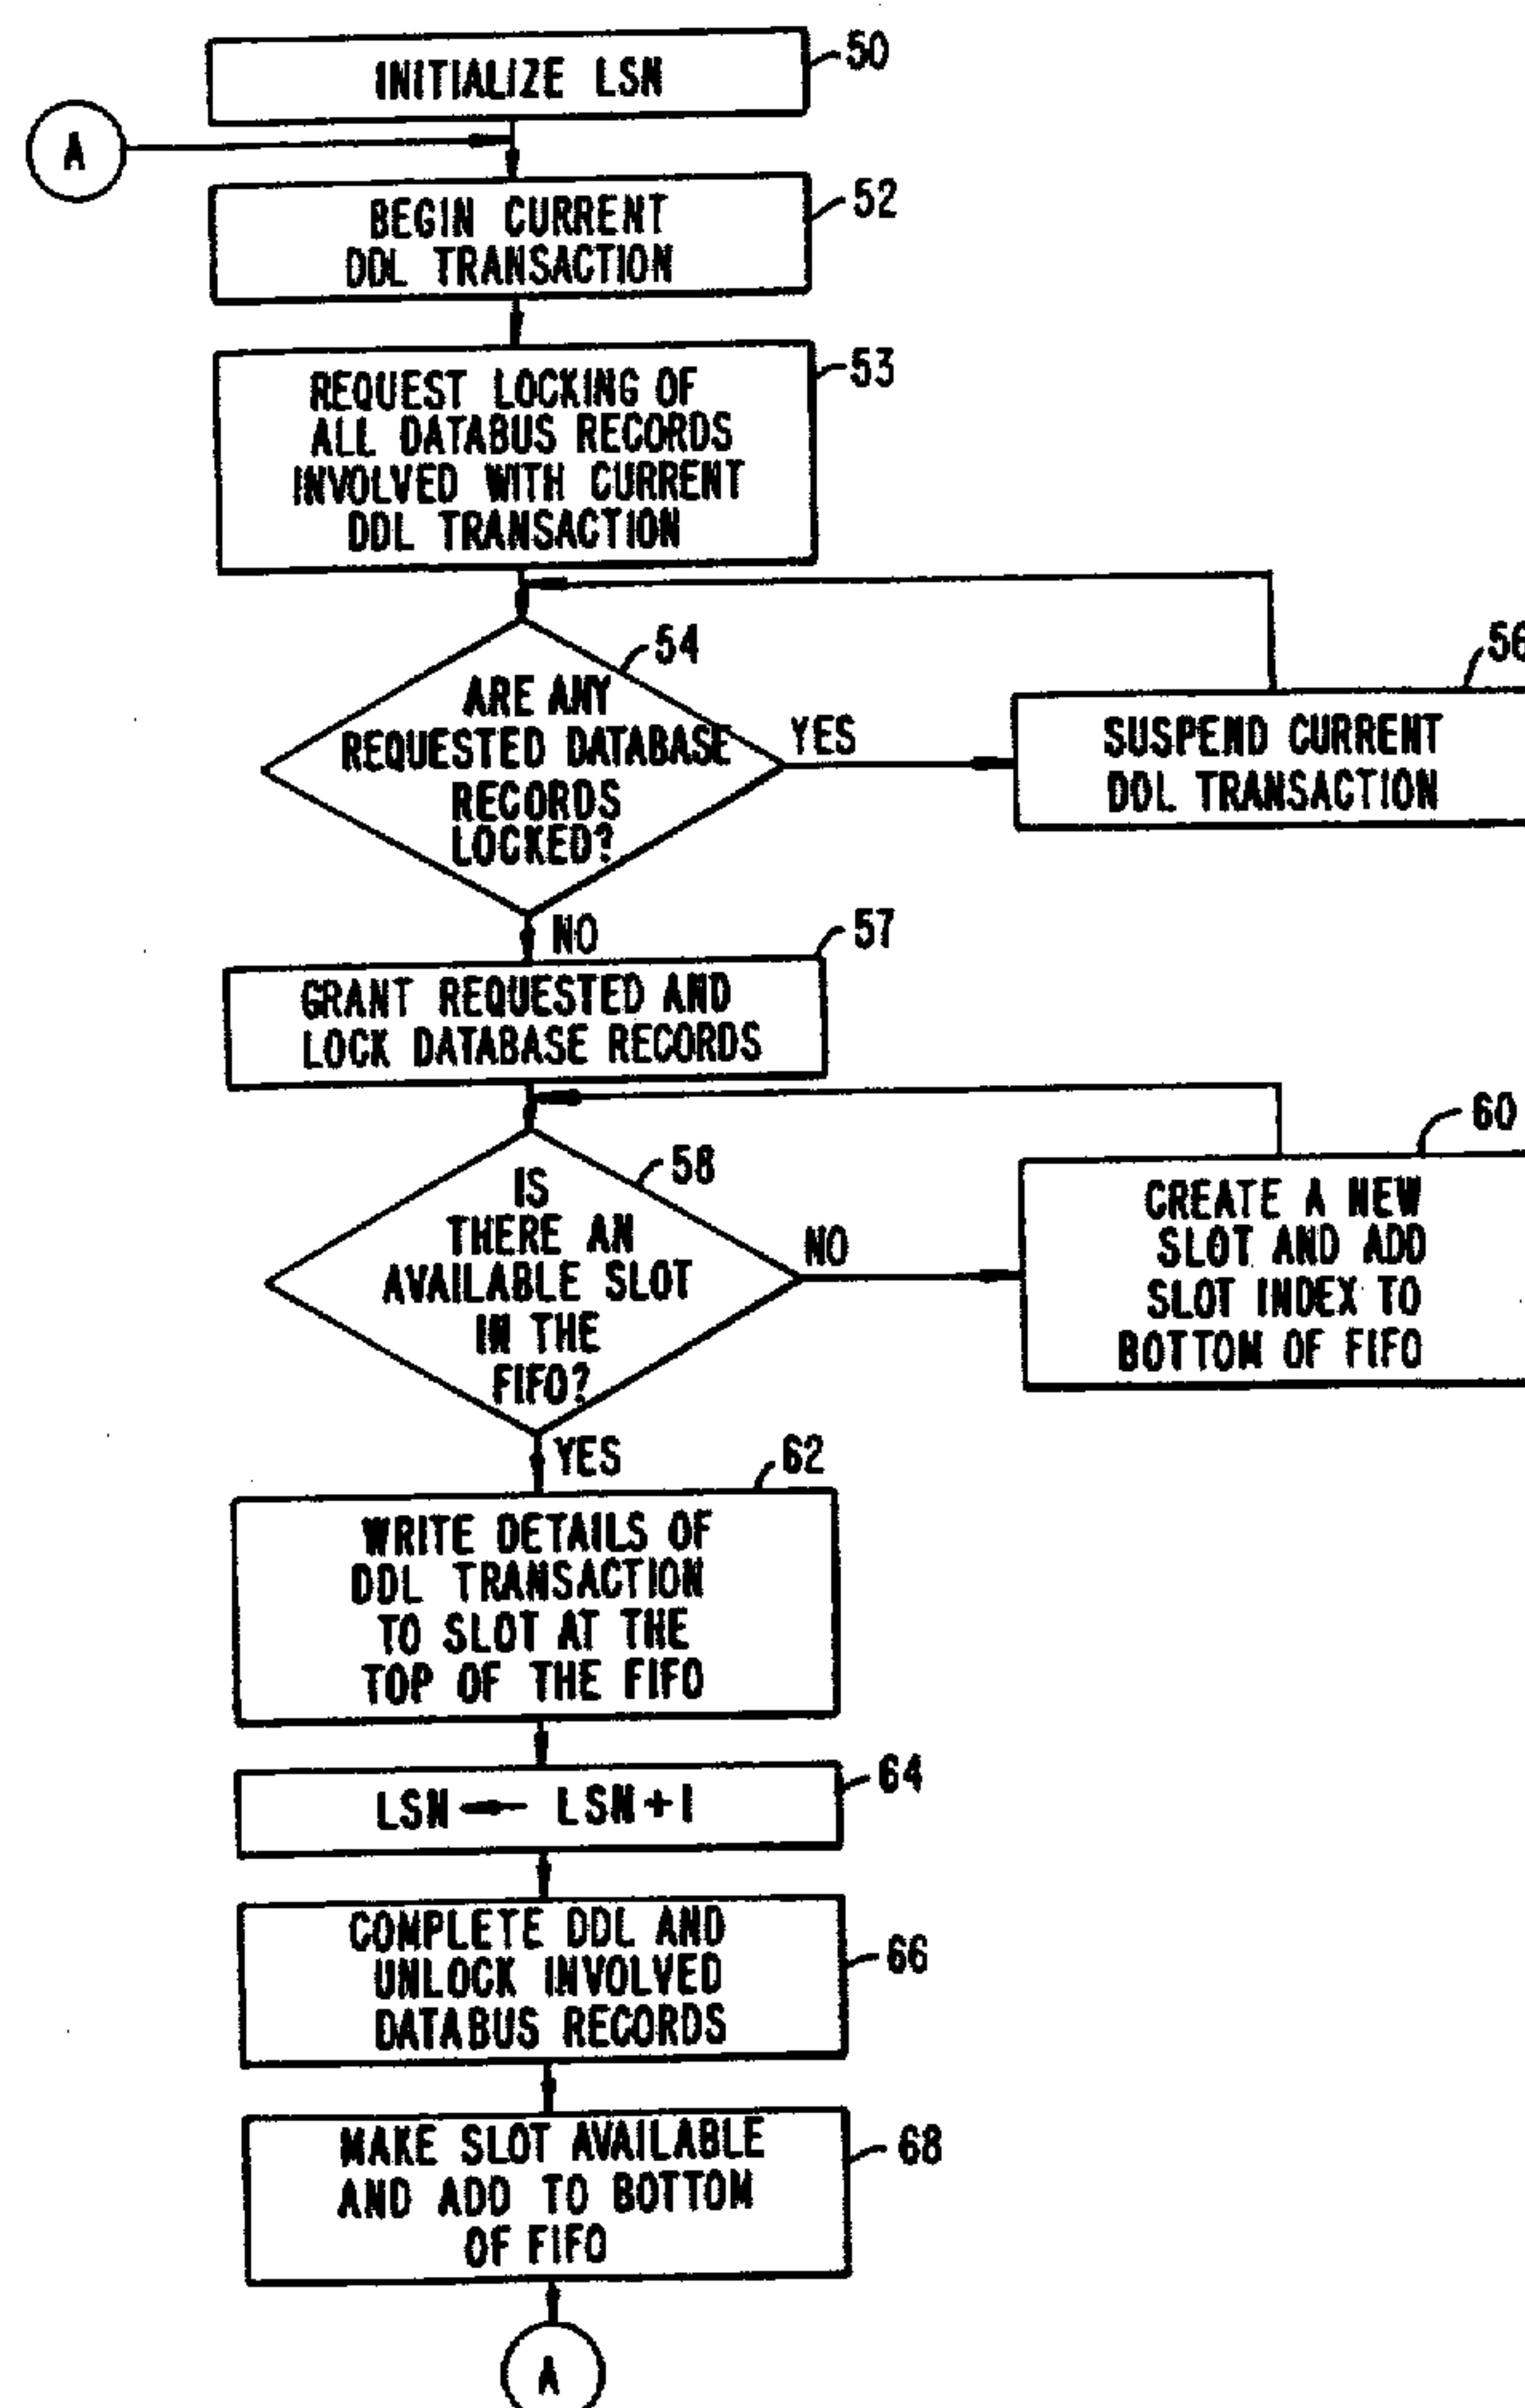 INITIALIZE LSN
50
A
BEGIN CURRENT
DDL TRANSACTION
52
REQUEST LOCKING OF
ALL DATABUS RECORDS
INVOLVED WITH CURRENT
DDL TRANSACTION
53
54
ARE ANY
REQUESTED DATABASE
RECORDS
LOCKED?
YES
56
SUSPEND CURRENT
DDL TRANSACTION
NO
57
GRANT REQUESTED AND
LOCK DATABASE RECORDS
58
IS
THERE AN
AVAILABLE SLOT
IN THE
FIFO?
NO
60
CREATE A NEW
SLOT AND ADD
SLOT INDEX TO
BOTTOM OF FIFO
YES
62
WRITE DETAILS OF
DDL TRANSACTION
TO SLOT AT THE
TOP OF THE FIFO
LSN ← LSN+1
64
COMPLETE DDL AND
UNLOCK INVOLVED
DATABUS RECORDS
66
MAKE SLOT AVAILABLE
AND ADD TO BOTTOM
OF FIFO
68
A